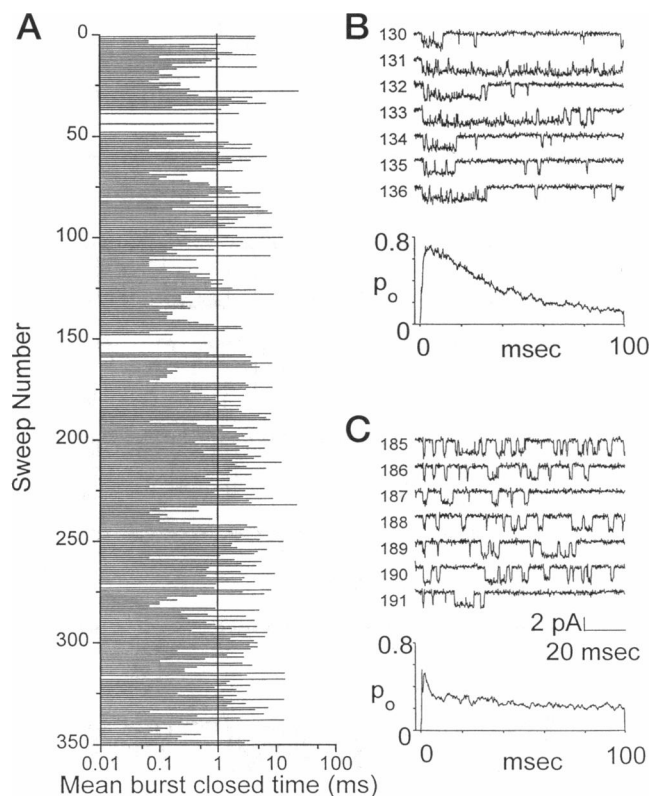 A
0
50
100
150
200
250
300
350
Sweep Number
0.01 0.1 1 10 100
Mean burst closed time (ms)
B
130
131
132
133
134
135
136
0.8
po
0
0 msec 100
C
185
186
187
188
189
190
191
2 pA
20 msec
0.8
po
0
0 msec 100